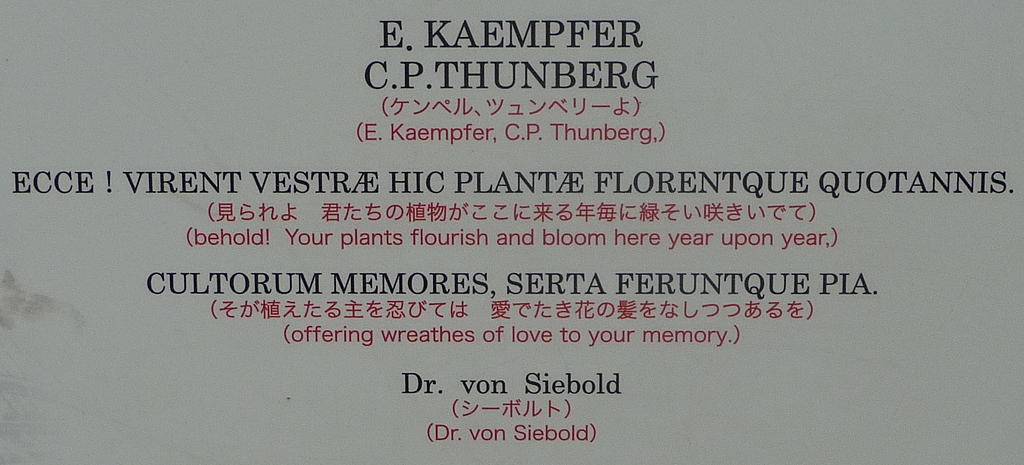 E. KAEMPFER
C.P.THUNBERG
(ケンペル、ツュンベリーよ)
(E. Kaempfer, C.P. Thunberg,)
ECCE ! VIRENT VESTRÆ HIC PLANTÆ FLORENTQUE QUOTANNIS.
(見られよ　君たちの植物がここに来る年毎に緑そい咲きいでて)
(behold! Your plants flourish and bloom here year upon year,)
CULTORUM MEMORES, SERTA FERUNTQUE PIA.
(そが植えたる主を忍びては　愛でたき花の髪をなしつつあるを)
(offering wreathes of love to your memory.)
Dr. von Siebold
(シーボルト)
(Dr. von Siebold)